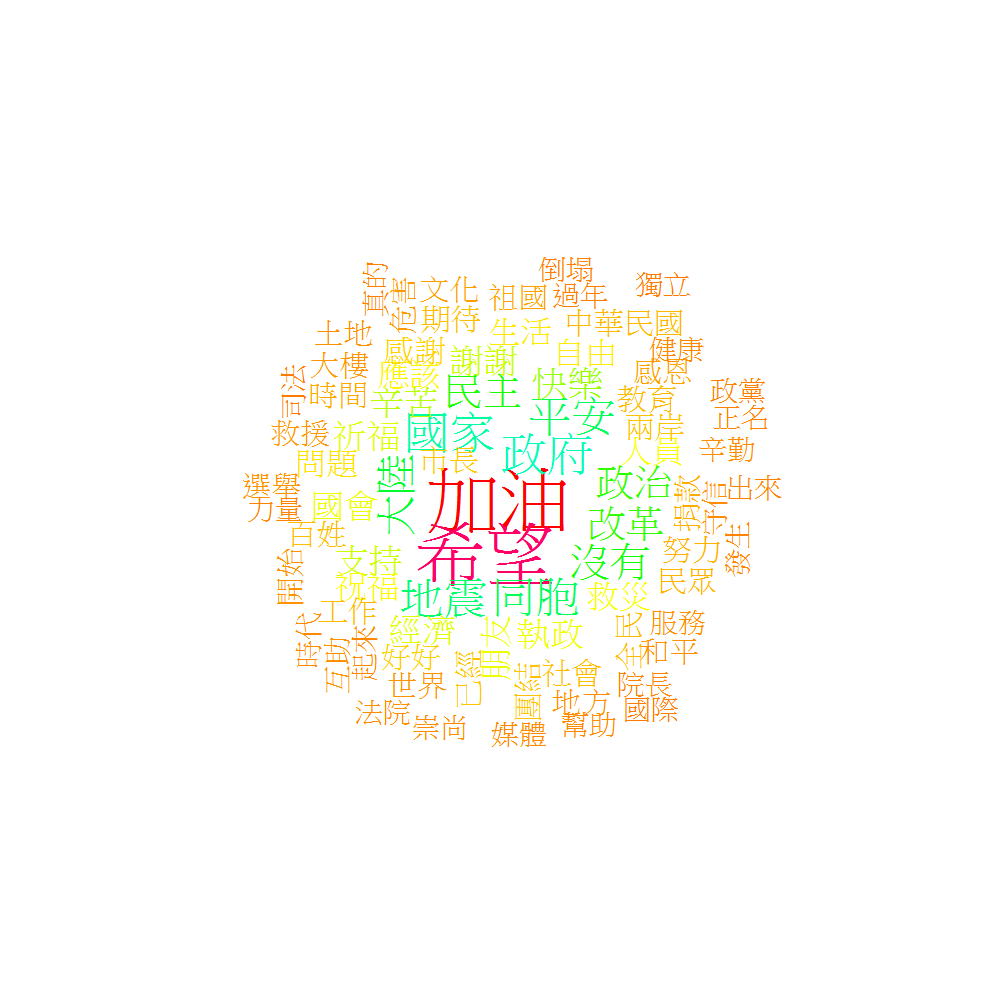 倒塌
真的
危害
文化
祖國
過年
獨立
土地
期待
生活
中華民國
感謝
謝謝
自由
健康
大樓
應該
快樂
感恩
司法
時間
辛苦
民主
教育
政黨
救援
祈福
國家
平安
兩岸
正名
問題
市長
政府
人員
辛勤
選舉
國會
大陸
加油
政治
捐款
守信
出來
力量
百姓
希望
改革
發生
開始
支持
沒有
努力
祝福
地震
同胞
救災
民眾
時代
工作
經濟
朋友
執政
全民
服務
互助
起來
好好
已經
團結
社會
和平
世界
地方
院長
法院
崇尚
媒體
幫助
國際